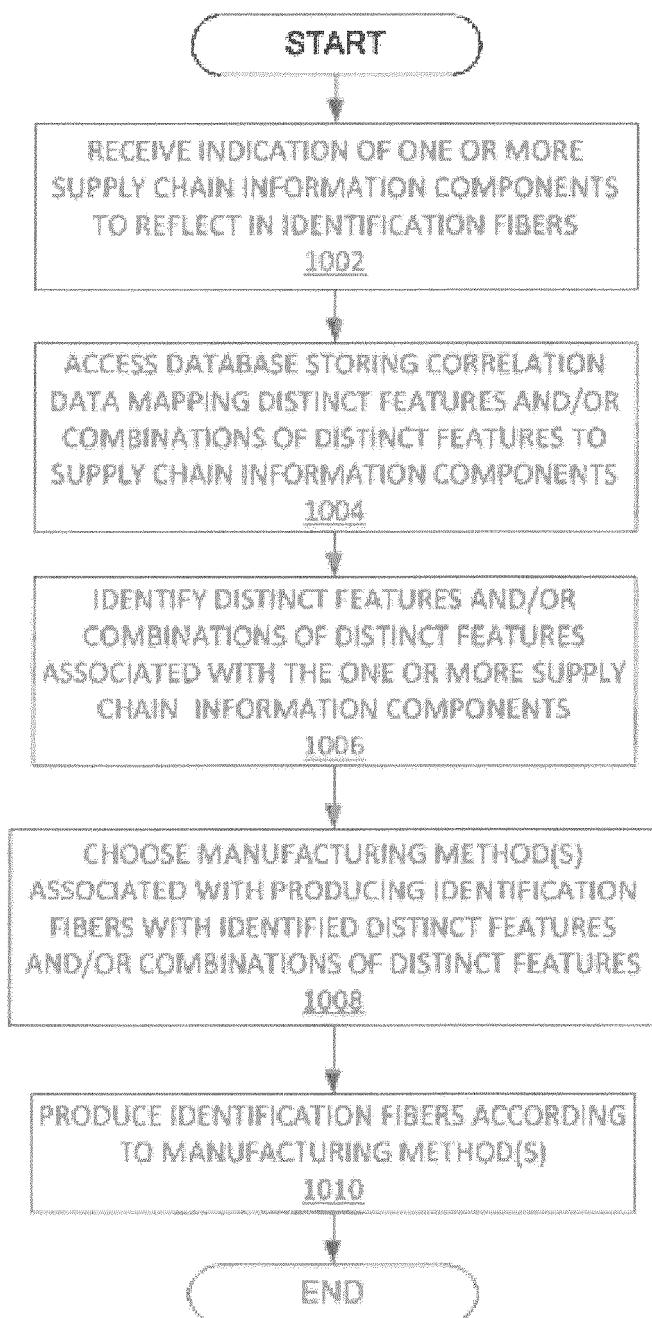 START
RECEIVE INDICATION OF ONE OR MORE
SUPPLY CHAIN INFORMATION COMPONENTS
TO REFLECT IN IDENTIFICATION FIBERS
1002
ACCESS DATABASE STORING CORRELATION
DATA MAPPING DISTINCT FEATURES AND/OR
COMBINATIONS OF DISTINCT FEATURES TO
SUPPLY CHAIN INFORMATION COMPONENTS
1004
IDENTIFY DISTINCT FEATURES AND/OR
COMBINATIONS OF DISTINCT FEATURES
ASSOCIATED WITH THE ONE OR MORE SUPPLY
CHAIN INFORMATION COMPONENTS
1006
CHOOSE MANUFACTURING METHOD(S)
ASSOCIATED WITH PRODUCING IDENTIFICATION
FIBERS WITH IDENTIFIED DISTINCT FEATURES
AND/OR COMBINATIONS OF DISTINCT FEATURES
1008
PRODUCE IDENTIFICATION FIBERS ACCORDING
TO MANUFACTURING METHOD(S)
1010
END